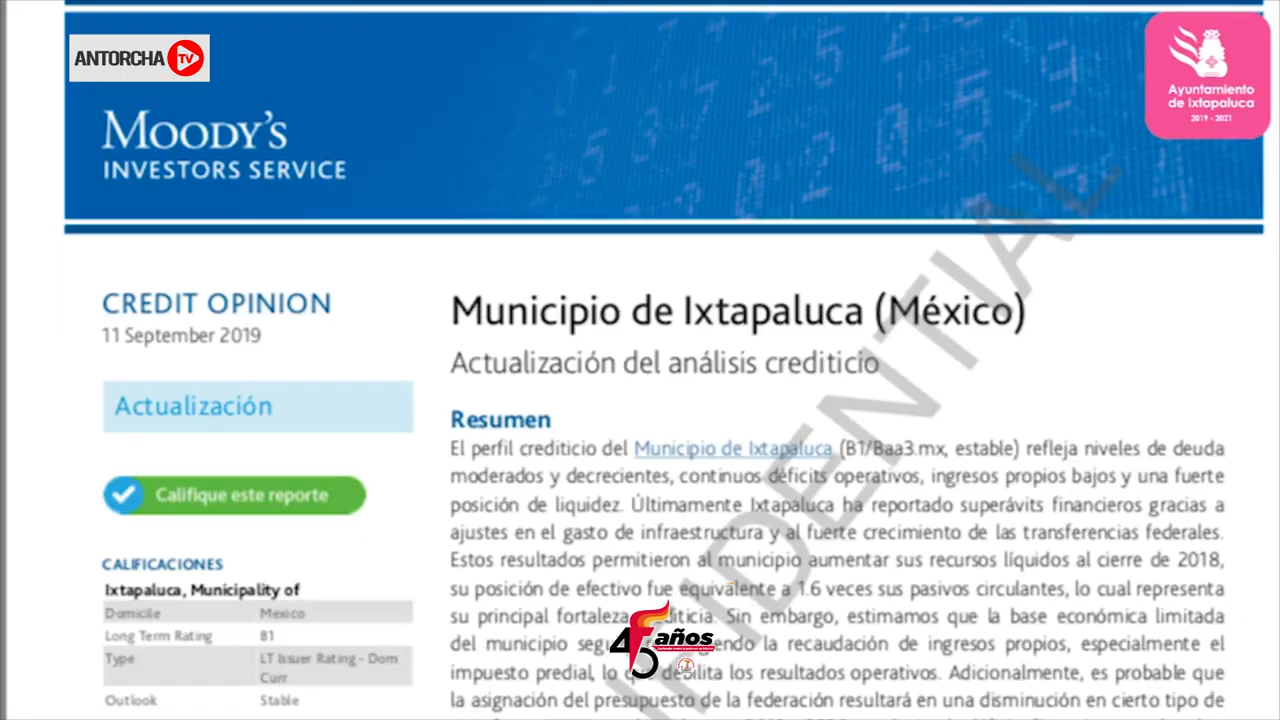 ANTORCHA TV
Ayuntamiento
de Ixtapaluca
2019 - 2021
MOODY'S
INVESTORS SERVICE
CONFIDENTIAL
CREDIT OPINION
11 September 2019
Actualización
Califique este reporte
CALIFICACIONES
Ixtapaluca, Municipality of
Domicile Mexico
Long Term Rating B1
Type LT Issuer Rating - Dom
Curr
Outlook Stable
Municipio de Ixtapaluca (México)
Actualización del análisis crediticio
Resumen
El perfil crediticio del Municipio de Ixtapaluca (B1/Baa3.mx, estable) refleja niveles de deuda
moderados y decrecientes, continuos déficits operativos, ingresos propios bajos y una fuerte
posición de liquidez. Últimamente Ixtapaluca ha reportado superávits financieros gracias a
ajustes en el gasto de infraestructura y al fuerte crecimiento de las transferencias federales.
Estos resultados permitieron al municipio aumentar sus recursos líquidos al cierre de 2018,
su posición de efectivo fue equivalente a 1.6 veces sus pasivos circulantes, lo cual representa
su principal fortaleza Sin embargo, estimamos que la base económica limitada
del municipio la recaudación de ingresos propios, especialmente el
impuesto predial, lo los resultados operativos. Adicionalmente, es probable que
la asignación del presupuesto de la federación resultará en una disminución en cierto tipo de
45 años